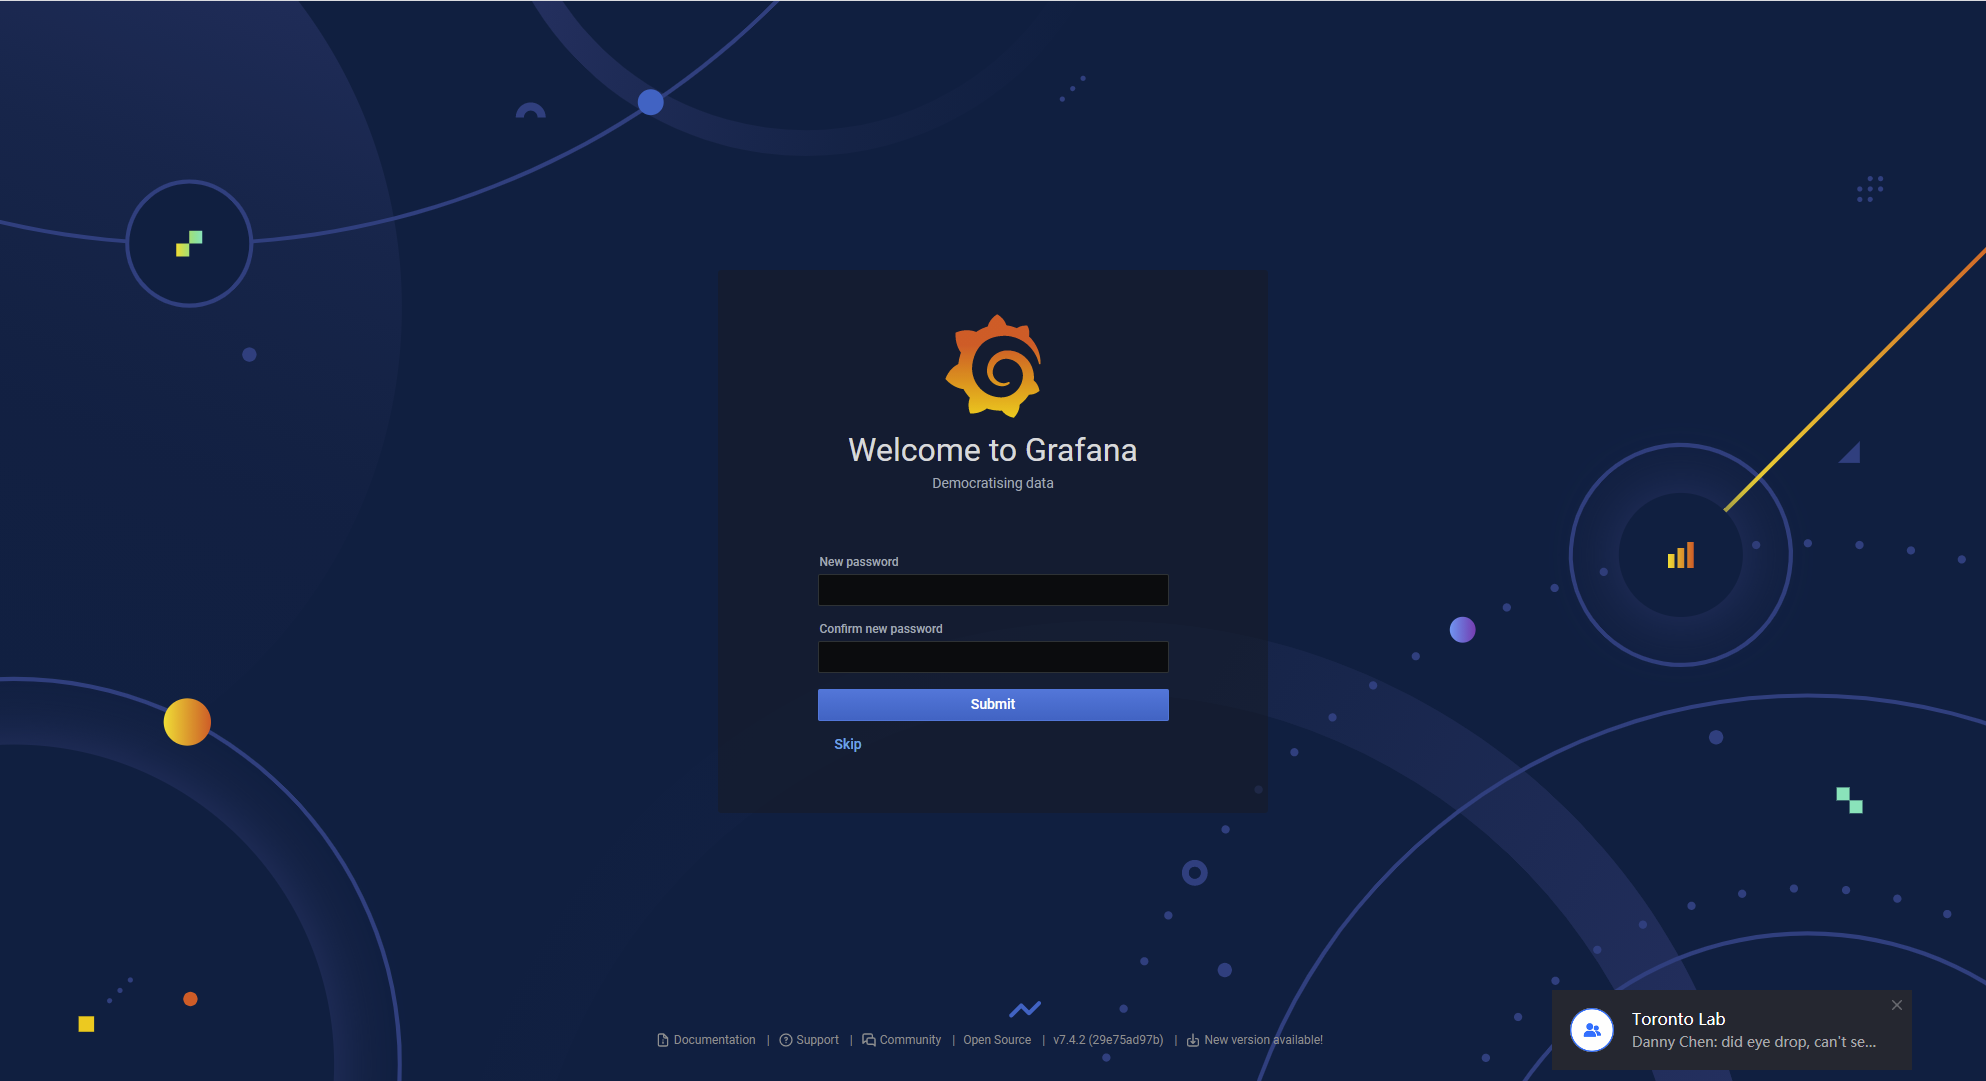 Welcome to Grafana
Democratising data
New password
Confirm new password
Submit
Skip
Documentation | Support | Community | Open Source | v7.4.2 (29e75ad97b) | New version available!
Toronto Lab
Danny Chen: did eye drop, can't se...